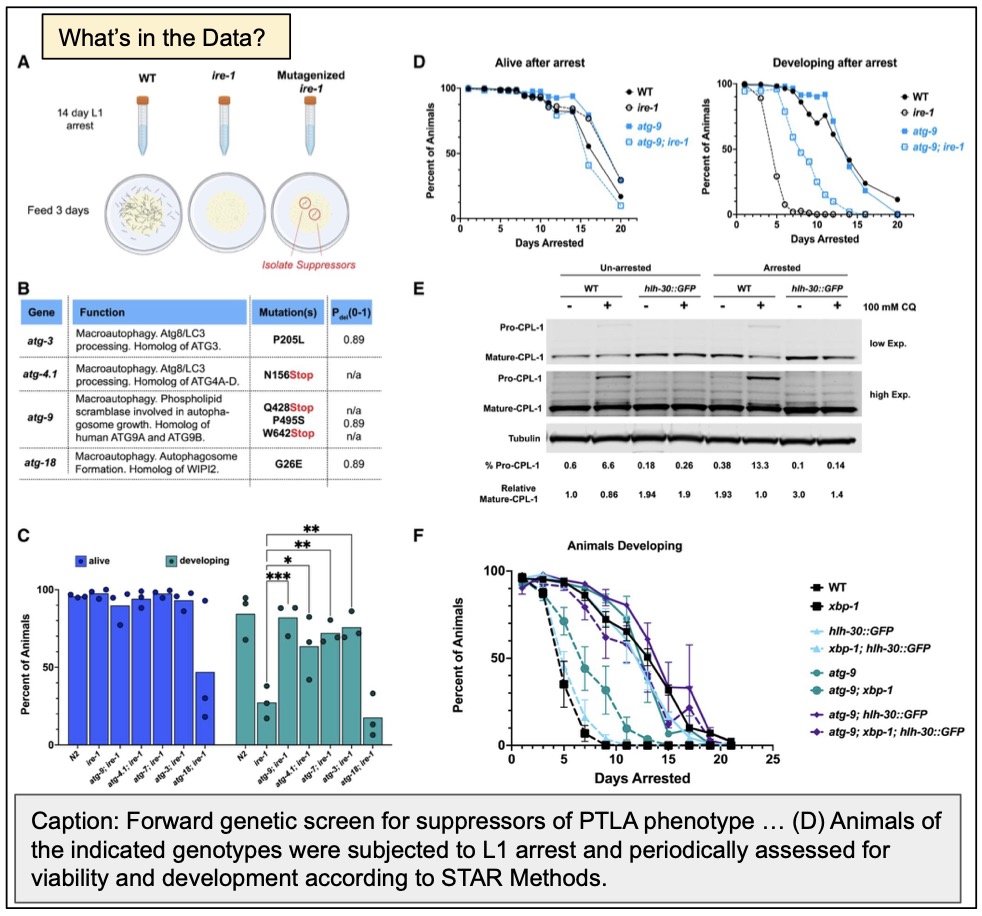 What's in the Data?
A
WT
ire-1
Mutagenized
ire-1
14 day L1
arrest
Feed 3 days
Isolate Suppressors
B
Gene Function Mutation(s) Pdel(0-1)
atg-3 Macroautophagy. Atg8/LC3 processing. Homolog of ATG3. P205L 0.89
atg-4.1 Macroautophagy. Atg8/LC3 processing. Homolog of ATG4A-D. N156Stop n/a
atg-9 Macroautophagy. Phospholipid scramblase involved in autopha-
gosome growth. Homolog of human ATG9A and ATG9B.
Q428Stop n/a
P495S 0.89
W642Stop n/a
atg-18 Macroautophagy. Autophagosome Formation. Homolog of WIPI2. G26E 0.89
C
alive
developing
Percent of Animals
100
50
0
*** * ** **
N2
ire-1
atg-9; ire-1
atg-4.1; ire-1
atg-7; ire-1
atg-3; ire-1
atg-18; ire-1
N2
ire-1
atg-9; ire-1
atg-4.1; ire-1
atg-7; ire-1
atg-3; ire-1
atg-18; ire-1
D
Alive after arrest
Percent of Animals
100
50
0
0 5 10 15 20
Days Arrested
WT
ire-1
atg-9
atg-9; ire-1
Developing after arrest
Percent of Animals
100
50
0
0 5 10 15 20
Days Arrested
WT
ire-1
atg-9
atg-9; ire-1
E
Un-arrested Arrested
WT hlh-30::GFP WT hlh-30::GFP
- + - + - + - + 100 mM CQ
Pro-CPL-1
Mature-CPL-1
low Exp.
Pro-CPL-1
Mature-CPL-1
high Exp.
Tubulin
% Pro-CPL-1 0.6 6.6 0.18 0.26 0.38 13.3 0.1 0.14
Relative
Mature-CPL-1 1.0 0.86 1.94 1.9 1.93 1.0 3.0 1.4
F
Animals Developing
Percent of Animals
100
50
0
0 5 10 15 20 25
Days Arrested
WT
xbp-1
hlh-30::GFP
xbp-1; hlh-30::GFP
atg-9
atg-9; xbp-1
atg-9; hlh-30::GFP
atg-9; xbp-1; hlh-30::GFP
Caption: Forward genetic screen for suppressors of PTLA phenotype … (D) Animals of
the indicated genotypes were subjected to L1 arrest and periodically assessed for
viability and development according to STAR Methods.